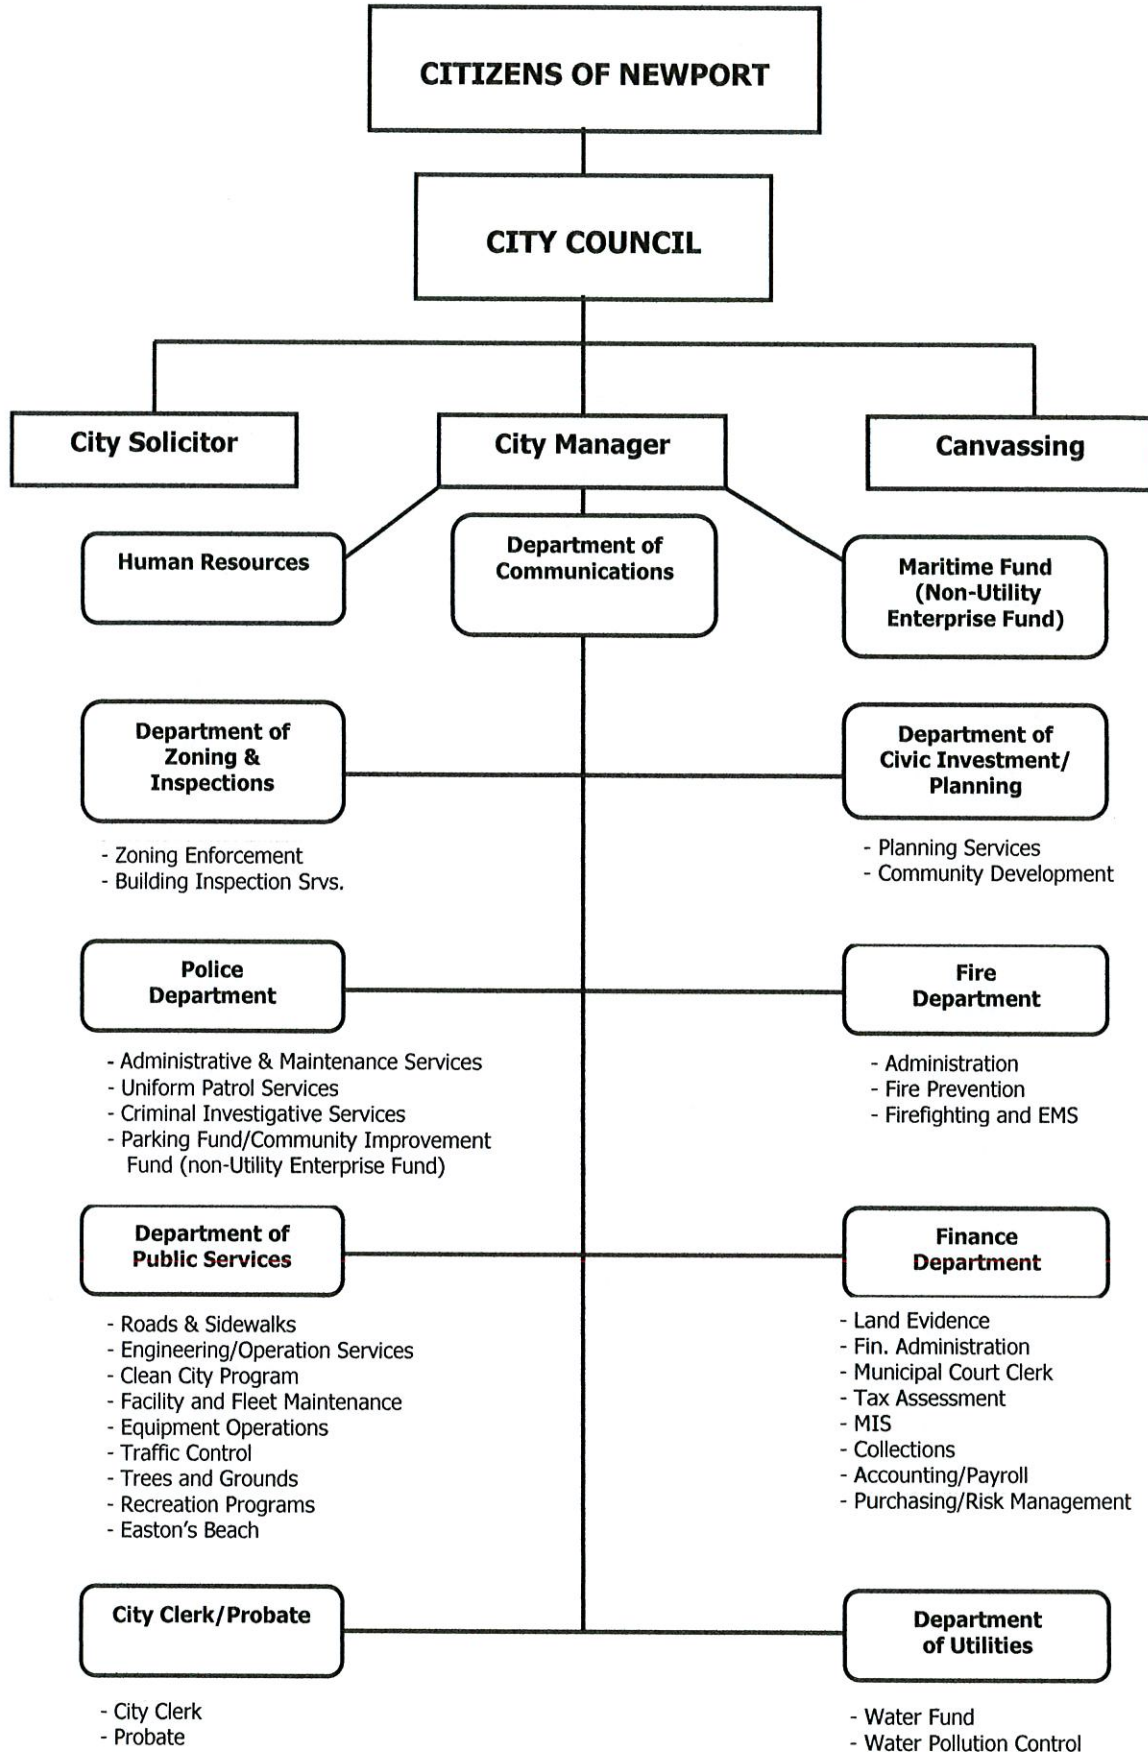 CITIZENS OF NEWPORT
CITY COUNCIL
City Solicitor
City Manager
Canvassing
Human Resources
Department of
Communications
Maritime Fund
(Non-Utility
Enterprise Fund)
Department of
Zoning &
Inspections
- Zoning Enforcement
- Building Inspection Srvs.
Department of
Civic Investment/
Planning
- Planning Services
- Community Development
Police
Department
- Administrative & Maintenance Services
- Uniform Patrol Services
- Criminal Investigative Services
- Parking Fund/Community Improvement
Fund (non-Utility Enterprise Fund)
Fire
Department
- Administration
- Fire Prevention
- Firefighting and EMS
Department of
Public Services
- Roads & Sidewalks
- Engineering/Operation Services
- Clean City Program
- Facility and Fleet Maintenance
- Equipment Operations
- Traffic Control
- Trees and Grounds
- Recreation Programs
- Easton's Beach
Finance
Department
- Land Evidence
- Fin. Administration
- Municipal Court Clerk
- Tax Assessment
- MIS
- Collections
- Accounting/Payroll
- Purchasing/Risk Management
City Clerk/Probate
- City Clerk
- Probate
Department
of Utilities
- Water Fund
- Water Pollution Control